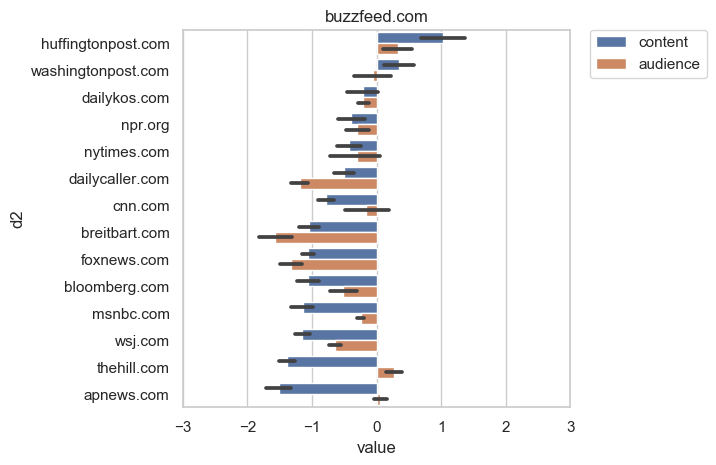 buzzfeed.com
huffingtonpost.com
washingtonpost.com
dailykos.com
npr.org
nytimes.com
dailycaller.com
cnn.com
breitbart.com
foxnews.com
bloomberg.com
msnbc.com
wsj.com
thehill.com
apnews.com
d2
−3
−2
−1
0
1
2
3
value
content
audience